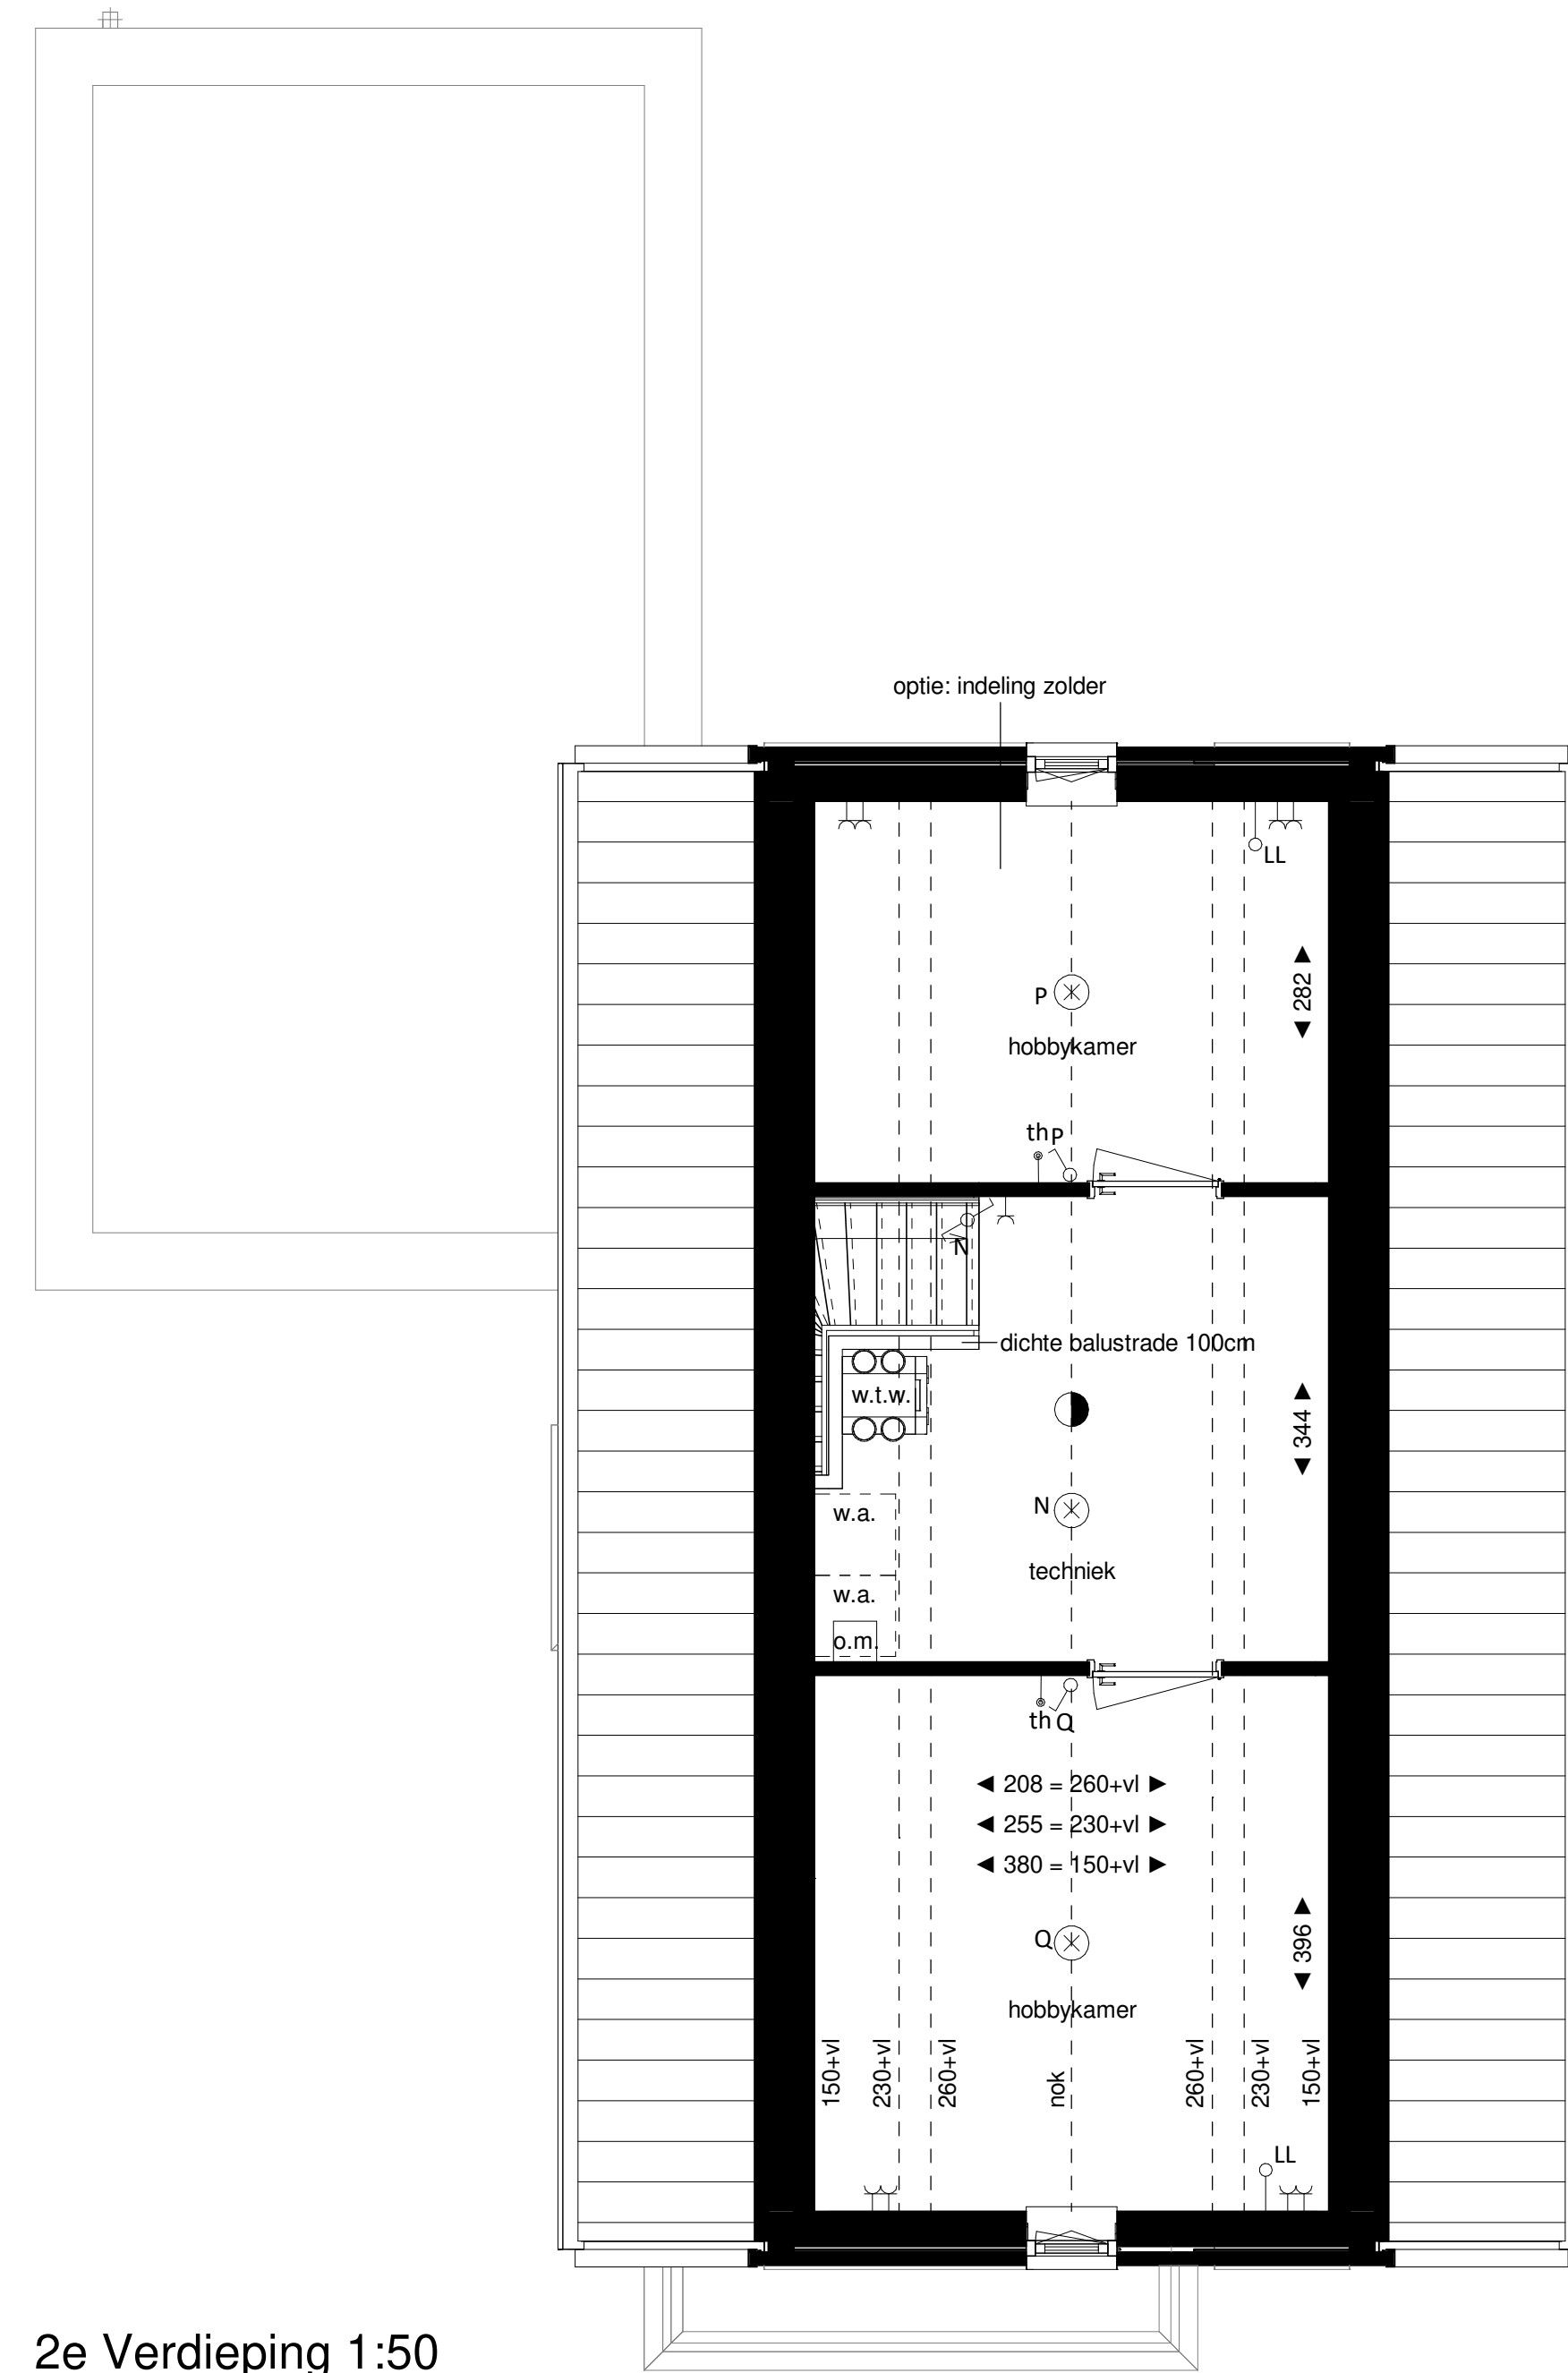 optie: indeling zolder
LL
◄ 282 ►
P
hobbykamer
th P
N
dichte balustrade 100cm
w.t.w.
◄ 344 ►
N
w.a.
techniek
w.a.
o.m.
th Q
◄ 208 = 260+vl ►
◄ 255 = 230+vl ►
◄ 380 = 150+vl ►
◄ 396 ►
Q
hobbykamer
150+vl
230+vl
260+vl
nok
260+vl
230+vl
150+vl
LL
2e Verdieping 1:50